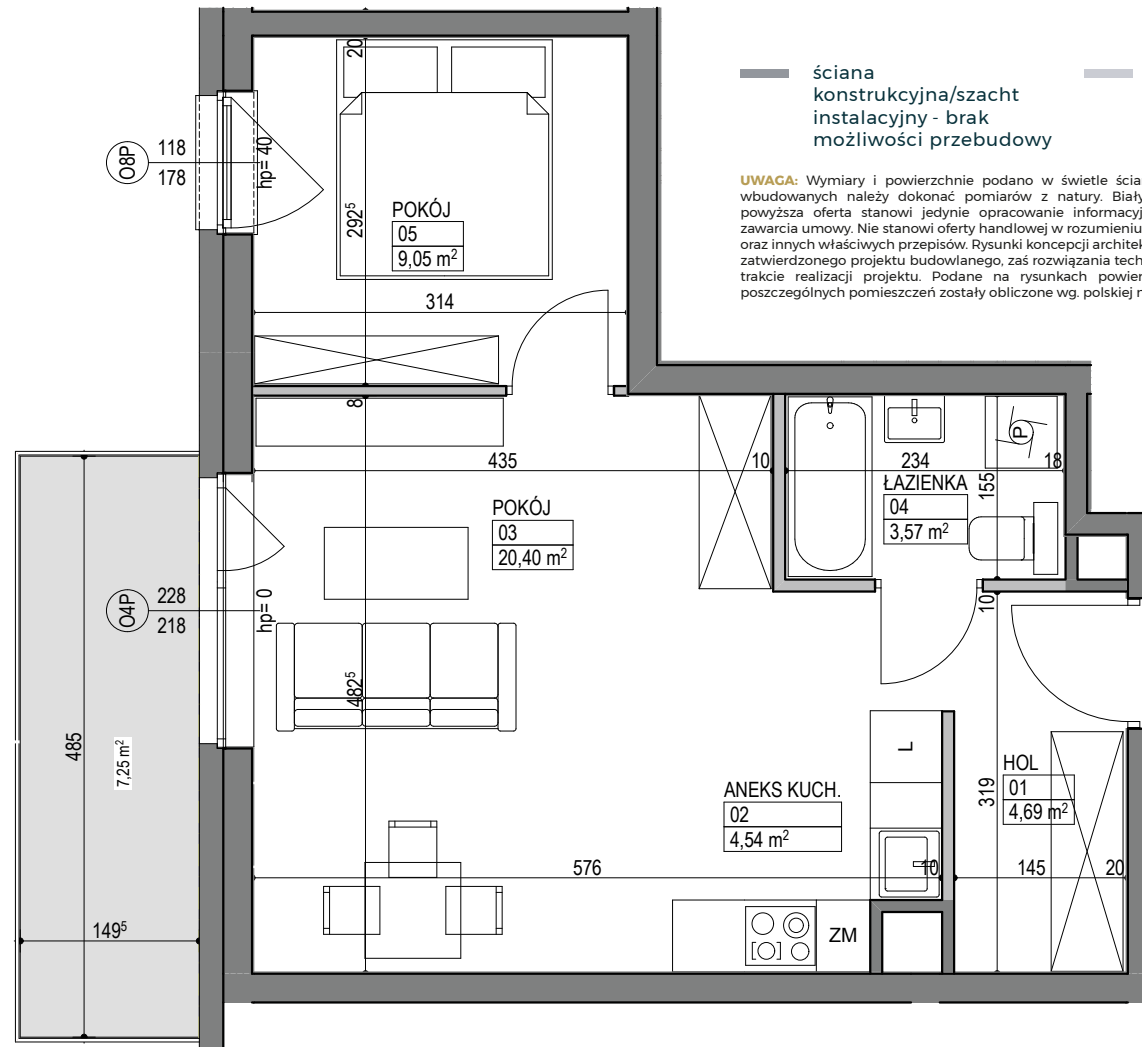 ściana
konstrukcyjna/szacht
instalacyjny - brak
możliwości przebudowy
UWAGA: Wymiary i powierzchnie podano w świetle ścia
wbudowanych należy dokonać pomiarów z natury. Biały
powyższa oferta stanowi jedynie opracowanie informacyj
zawarcia umowy. Nie stanowi oferty handlowej w rozumieniu
oraz innych właściwych przepisów. Rysunki koncepcji architek
zatwierdzonego projektu budowlanego, zaś rozwiązania tech
trakcie realizacji projektu. Podane na rysunkach powier
poszczególnych pomieszczeń zostały obliczone wg. polskiej n
20
O8P
118
178
hp= 40
292⁵
POKÓJ
05
9,05 m²
314
8
435
10
234
18
P
ŁAZIENKA
04
3,57 m²
155
POKÓJ
03
20,40 m²
O4P
228
218
hp= 0
10
482⁵
485
7,25 m²
L
ANEKS KUCH.
02
4,54 m²
319
HOL
01
4,69 m²
576
10
145
20
149⁵
ZM